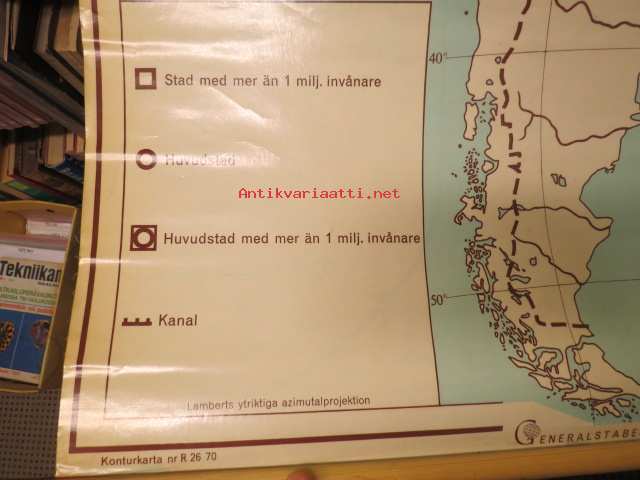 40°
Stad med mer än 1 milj. invånare
Huvudstad
Antikvariaatti.net
Huvudstad med mer än 1 milj. invånare
Tekniikan
50°
Kanal
Lamberts ytriktiga azimutalprojektion
GENERALSTABE
Konturkarta nr R 26 70